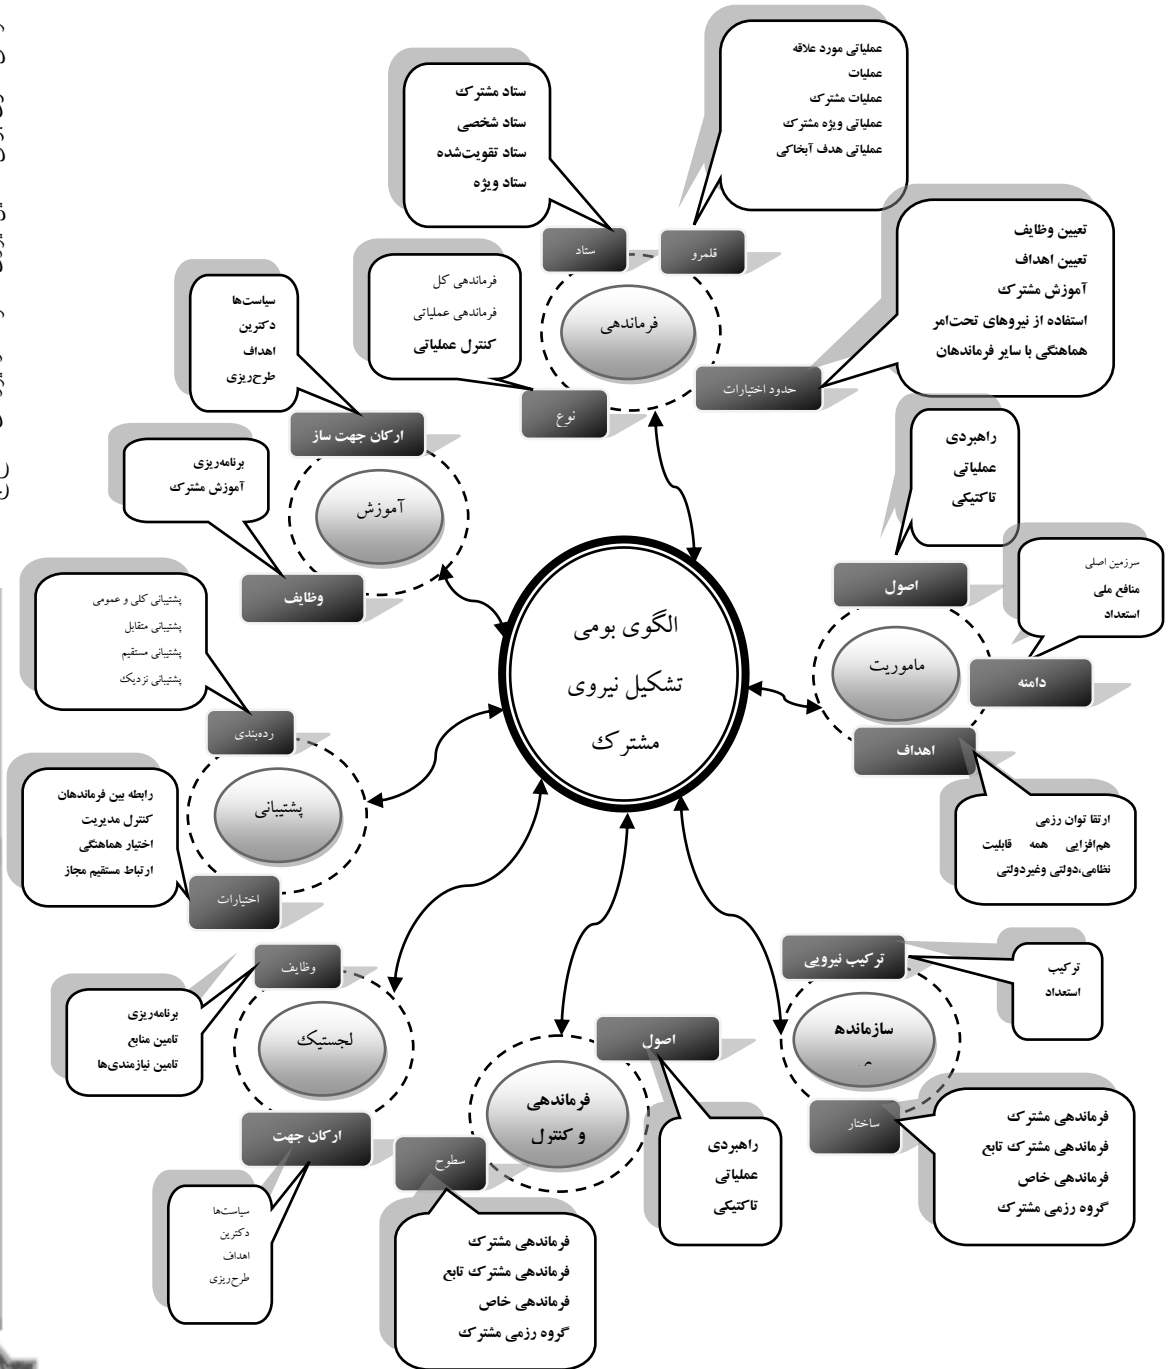 عملیاتی مورد علاقه
عملیات
عملیات مشترک
عملیاتی ویژه مشترک
عملیاتی هدف آبخاکی
ستاد مشترک
ستاد شخصی
ستاد تقویت‌شده
ستاد ویژه
قلمرو
ستاد
تعیین وظایف
تعیین اهداف
آموزش مشترک
استفاده از نیروهای تحت‌امر
هماهنگی با سایر فرماندهان
فرماندهی کل
فرماندهی عملیاتی
کنترل عملیاتی
فرماندهی
حدود اختیارات
نوع
سیاست‌ها
دکترین
اهداف
طرح‌ریزی
ارکان جهت ساز
برنامه‌ریزی
آموزش مشترک
آموزش
وظایف
راهبردی
عملیاتی
تاکتیکی
اصول
سرزمین اصلی
منافع ملی
استعداد
ماموریت
دامنه
اهداف
ارتقا توان رزمی
هم‌افزایی همه قابلیت
نظامی،دولتی وغیردولتی
الگوی بومی
تشکیل نیروی
مشترک
پشتیبانی کلی و عمومی
پشتیبانی متقابل
پشتیبانی مستقیم
پشتیبانی نزدیک
رده‌بندی
پشتیبانی
رابطه بین فرماندهان
کنترل مدیریت
اختیار هماهنگی
ارتباط مستقیم مجاز
اختیارات
ترکیب نیرویی
ترکیب
استعداد
سازمانده
ساختار
فرماندهی مشترک
فرماندهی مشترک تابع
فرماندهی خاص
گروه رزمی مشترک
وظایف
برنامه‌ریزی
تامین منابع
تامین نیازمندی‌ها
لجستیک
ارکان جهت
سیاست‌ها
دکترین
اهداف
طرح‌ریزی
اصول
فرماندهی
و کنترل
سطوح
راهبردی
عملیاتی
تاکتیکی
فرماندهی مشترک
فرماندهی مشترک تابع
فرماندهی خاص
گروه رزمی مشترک